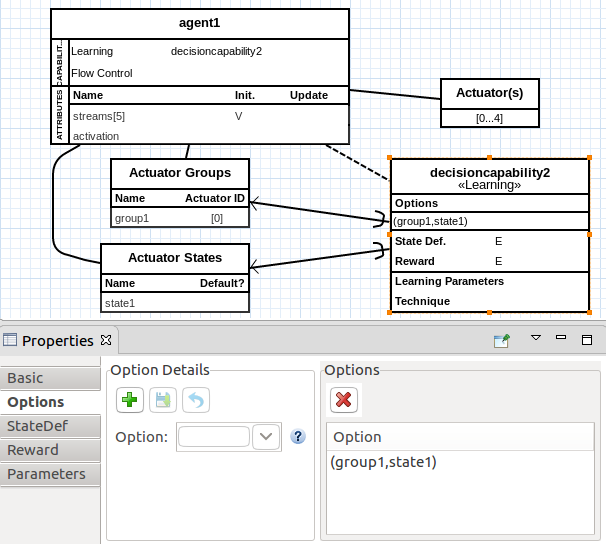 agent1
CAPABILIT...
Learning decisioncapability2
Flow Control
ATTRIBUTES
Name Init. Update
streams[5] V
activation
Actuator(s)
[0...4]
Actuator Groups
Name Actuator ID
group1 [0]
Actuator States
Name Default?
state1
decisioncapability2
«Learning»
Options
(group1,state1)
State Def. E
Reward E
Learning Parameters
Technique
Properties
Basic
Options
StateDef
Reward
Parameters
Option Details
Option: ?
Options
Option
(group1,state1)